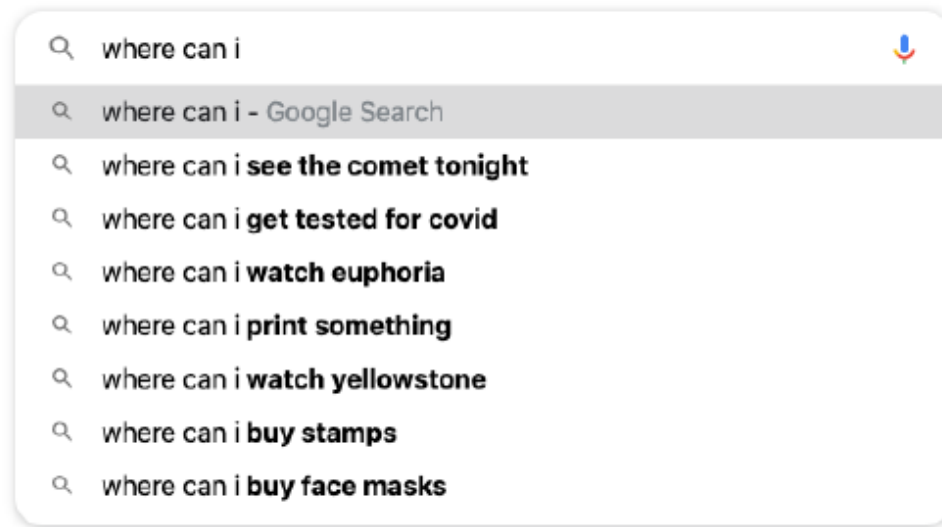 where can i
where can i - Google Search
where can i see the comet tonight
where can i get tested for covid
where can i watch euphoria
where can i print something
where can i watch yellowstone
where can i buy stamps
where can i buy face masks